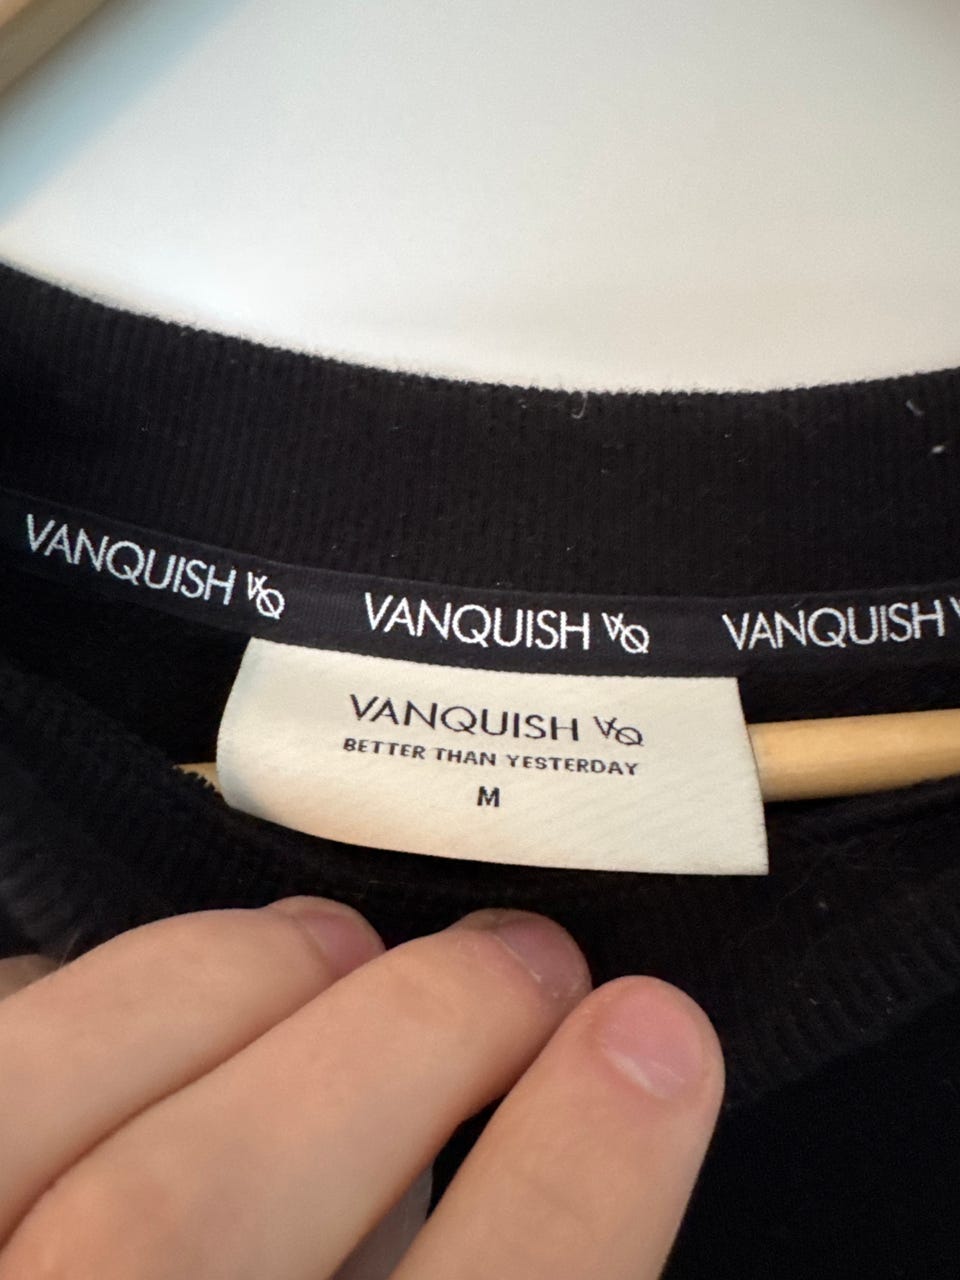 VANQUISH VQ VANQUISH VQ VANQUISH
VANQUISH VQ
BETTER THAN YESTERDAY
M